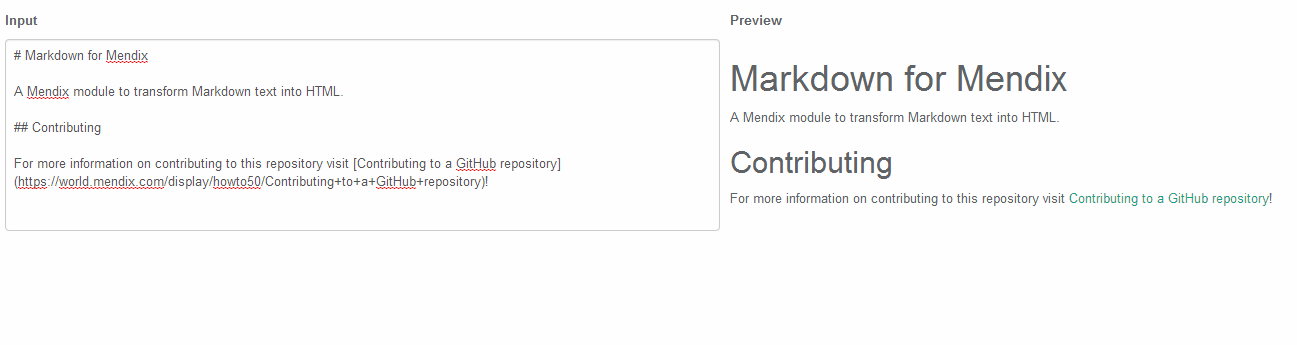 Input
# Markdown for Mendix
A Mendix module to transform Markdown text into HTML.
## Contributing
For more information on contributing to this repository visit [Contributing to a GitHub repository]
(https://world.mendix.com/display/howto50/Contributing+to+a+GitHub+repository)!
Preview
Markdown for Mendix
A Mendix module to transform Markdown text into HTML.
Contributing
For more information on contributing to this repository visit Contributing to a GitHub repository!